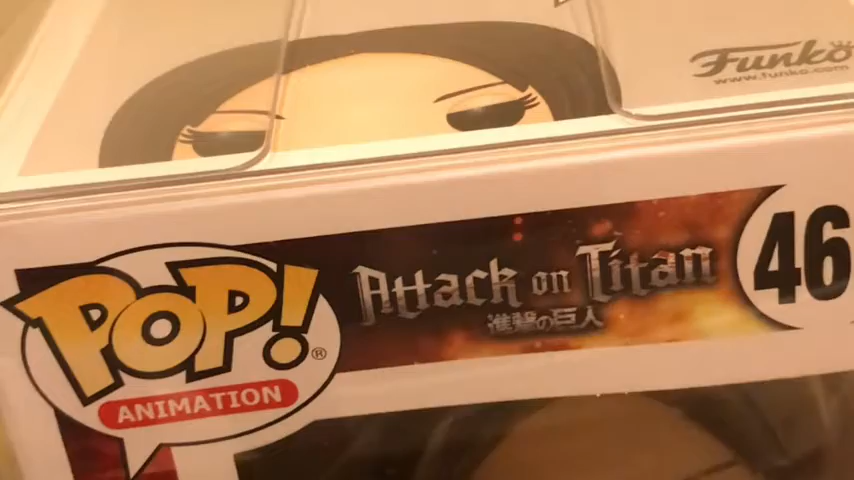 Funko
www.funko.com
POP!®
ANIMATION
Attack on Titan
進撃の巨人
46